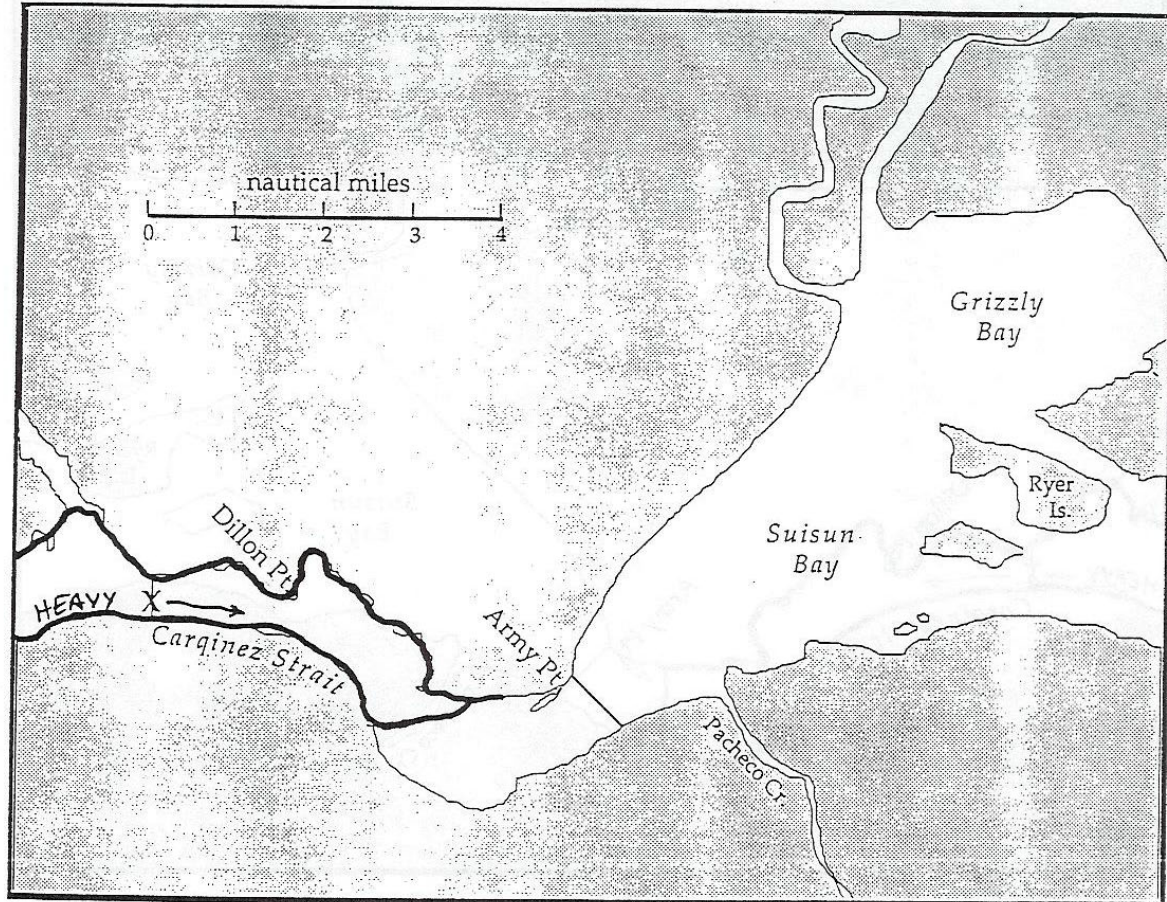 nautical miles
0 1 2 3 4
Grizzly
Bay
Ryer
Is.
Suisun
Bay
Dillon Pt.
HEAVY X
Carqinez Strait
Army Pt.
Pacheco Cr.